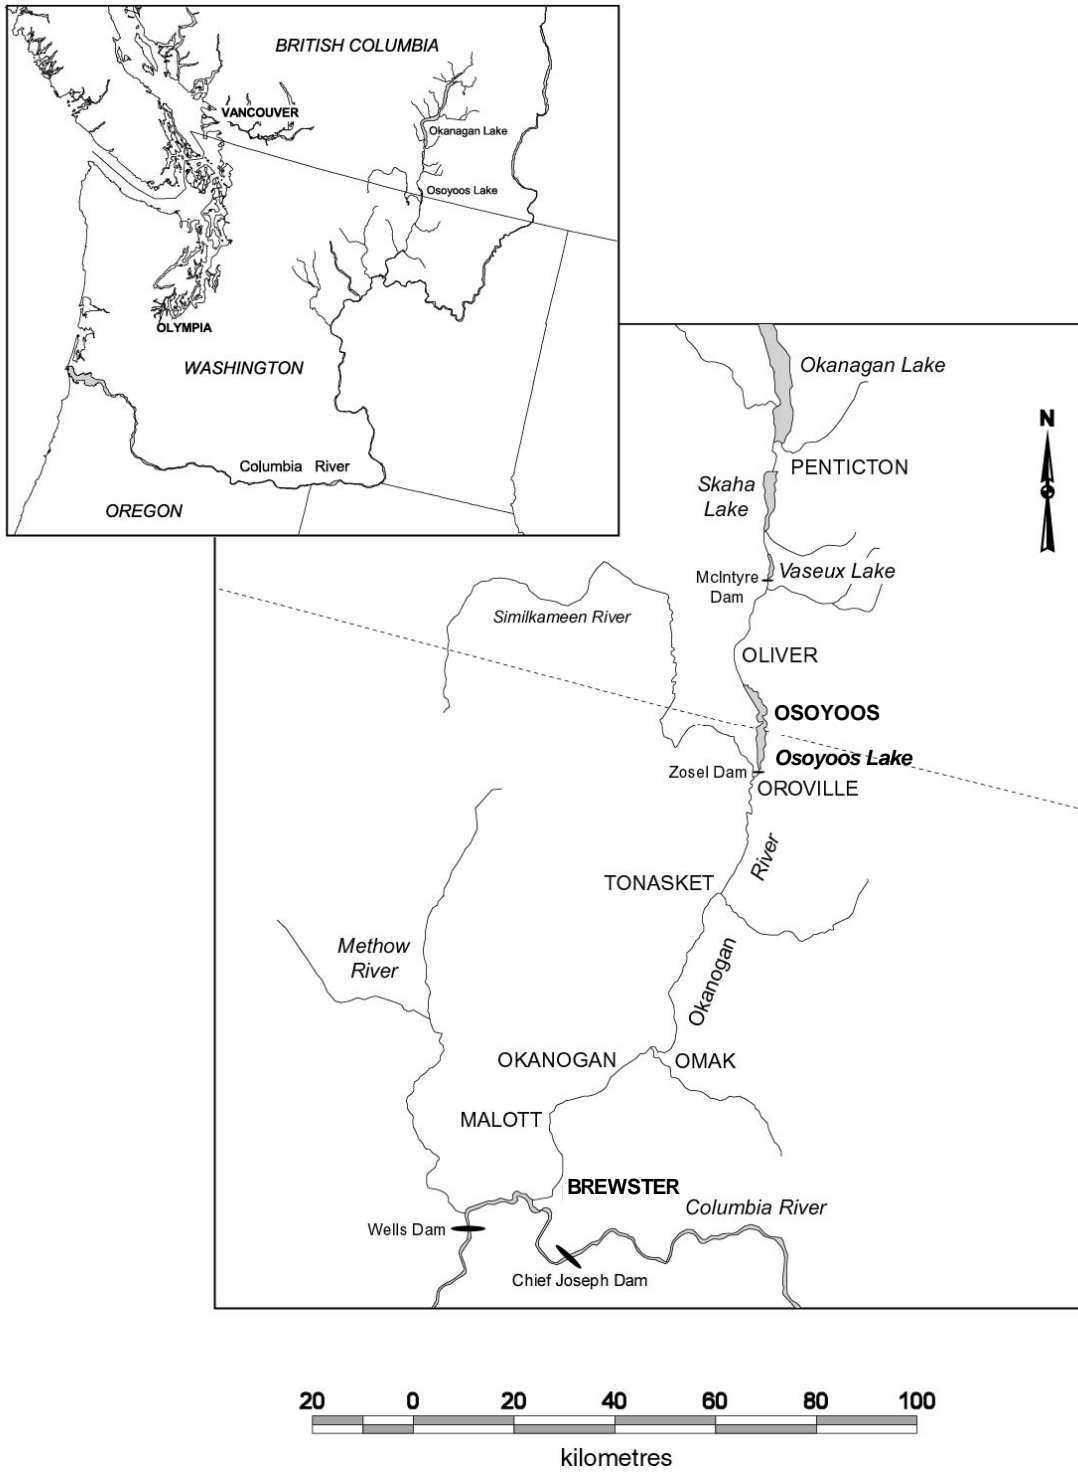 BRITISH COLUMBIA
VANCOUVER
Okanagan Lake
Osoyoos Lake
OLYMPIA
WASHINGTON
Columbia River
OREGON
Okanagan Lake
N
PENTICTON
Skaha
Lake
McIntyre
Dam
Vaseux Lake
Similkameen River
OLIVER
OSOYOOS
Osoyoos Lake
Zosel Dam
OROVILLE
River
TONASKET
Methow
River
Okanogan
OKANOGAN
OMAK
MALOTT
BREWSTER
Columbia River
Wells Dam
Chief Joseph Dam
20 0 20 40 60 80 100
kilometres